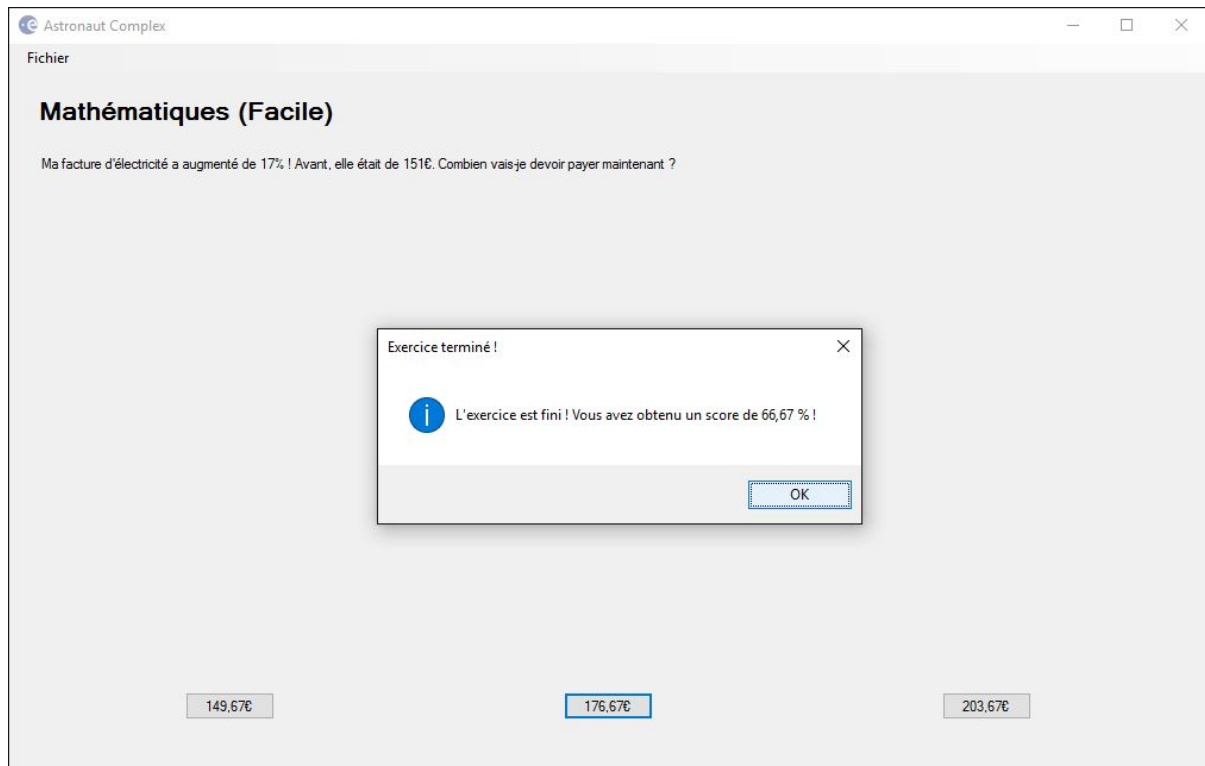 Astronaut Complex
Fichier
Mathématiques (Facile)
Ma facture d'électricité a augmenté de 17% ! Avant, elle était de 151€. Combien vais-je devoir payer maintenant ?
Exercice terminé !
L'exercice est fini ! Vous avez obtenu un score de 66,67 % !
OK
149,67€
176,67€
203,67€